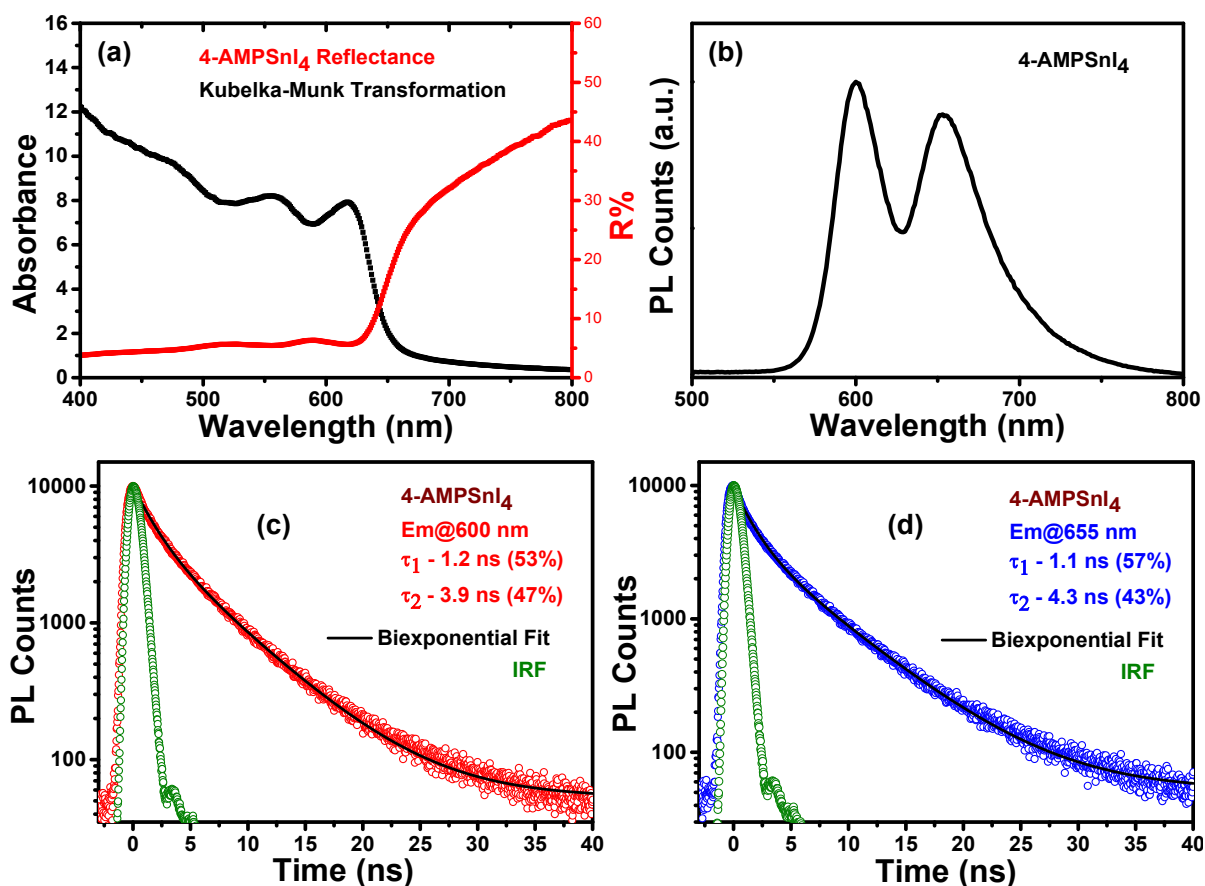 (a)
4-AMPSnI4 Reflectance
Kubelka-Munk Transformation
Absorbance
16
14
12
10
8
6
4
2
0
60
50
40
30
20
10
0
R%
400 500 600 700 800
Wavelength (nm)
(b)
4-AMPSnI4
PL Counts (a.u.)
500 600 700 800
Wavelength (nm)
(c)
4-AMPSnI4
Em@600 nm
τ1 - 1.2 ns (53%)
τ2 - 3.9 ns (47%)
Biexponential Fit
IRF
PL Counts
10000
1000
100
0 5 10 15 20 25 30 35 40
Time (ns)
(d)
4-AMPSnI4
Em@655 nm
τ1 - 1.1 ns (57%)
τ2 - 4.3 ns (43%)
Biexponential Fit
IRF
PL Counts
10000
1000
100
0 5 10 15 20 25 30 35 40
Time (ns)